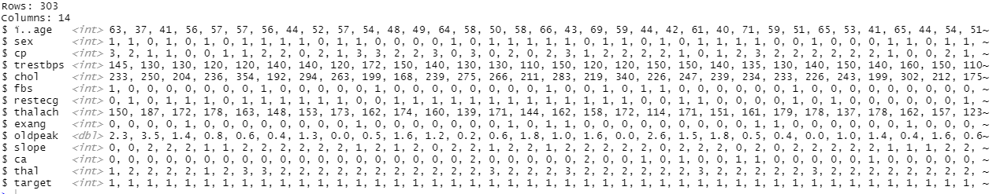 Rows: 303
Columns: 14
$ ï..age <int> 63, 37, 41, 56, 57, 57, 56, 44, 52, 57, 54, 48, 49, 64, 58, 50, 58, 66, 43, 69, 59, 44, 42, 61, 40, 71, 59, 51, 65, 53, 41, 65, 44, 54, 51~
$ sex <int> 1, 1, 0, 1, 0, 1, 0, 1, 1, 1, 1, 0, 1, 1, 0, 0, 0, 0, 1, 0, 1, 1, 1, 1, 1, 0, 1, 1, 0, 1, 0, 1, 1, 1, 1, 0, 0, 1, 0, 0, 0, 1, 1, 0, 1, 1, ~
$ cp <int> 3, 2, 1, 1, 0, 0, 1, 1, 2, 2, 0, 2, 1, 3, 3, 2, 2, 3, 0, 3, 0, 2, 0, 2, 3, 1, 2, 2, 2, 2, 1, 0, 1, 2, 3, 2, 2, 2, 2, 2, 2, 1, 0, 0, 2, 1, ~
$ trestbps <int> 145, 130, 130, 120, 120, 140, 140, 120, 172, 150, 140, 130, 130, 110, 150, 120, 120, 150, 150, 140, 135, 130, 140, 150, 140, 160, 150, 110~
$ chol <int> 233, 250, 204, 236, 354, 192, 294, 263, 199, 168, 239, 275, 266, 211, 283, 219, 340, 226, 247, 239, 234, 233, 226, 243, 199, 302, 212, 175~
$ fbs <int> 1, 0, 0, 0, 0, 0, 0, 0, 1, 0, 0, 0, 0, 0, 1, 0, 0, 0, 0, 0, 0, 0, 0, 1, 0, 0, 1, 0, 1, 1, 0, 0, 0, 0, 0, 0, 1, 0, 0, 0, 0, 0, 0, 0, 0, 0, ~
$ restecg <int> 0, 1, 0, 1, 1, 1, 0, 1, 1, 1, 1, 1, 1, 0, 0, 1, 1, 1, 1, 1, 1, 1, 1, 1, 1, 1, 1, 1, 0, 0, 1, 1, 0, 0, 0, 0, 1, 0, 1, 0, 0, 0, 0, 0, 0, 1, ~
$ thalach <int> 150, 187, 172, 178, 163, 148, 153, 173, 162, 174, 160, 139, 171, 144, 162, 158, 172, 114, 171, 151, 161, 179, 178, 137, 178, 162, 157, 123~
$ exang <int> 0, 0, 0, 0, 1, 0, 0, 0, 0, 0, 0, 0, 0, 1, 0, 0, 0, 0, 0, 0, 0, 1, 0, 1, 1, 0, 0, 0, 0, 0, 0, 0, 0, 0, 1, 1, 0, 0, 0, 0, 0, 0, 1, 0, 0, 0, ~
$ oldpeak <dbl> 2.3, 3.5, 1.4, 0.8, 0.6, 0.4, 1.3, 0.0, 0.5, 1.6, 1.2, 0.2, 0.6, 1.8, 1.0, 1.6, 0.0, 2.6, 1.5, 1.8, 0.5, 0.4, 0.0, 1.0, 1.4, 0.4, 1.6, 0.6~
$ slope <int> 0, 0, 2, 2, 2, 1, 1, 2, 2, 2, 2, 2, 2, 1, 2, 1, 2, 0, 2, 2, 1, 2, 2, 1, 2, 2, 2, 2, 2, 0, 2, 2, 2, 0, 2, 0, 2, 2, 2, 2, 2, 1, 1, 1, 2, 2, ~
$ ca <int> 0, 0, 0, 0, 0, 0, 0, 0, 0, 0, 0, 0, 0, 0, 0, 0, 0, 0, 0, 2, 0, 0, 0, 0, 0, 2, 0, 0, 1, 0, 1, 0, 0, 1, 1, 0, 0, 0, 0, 0, 1, 0, 0, 0, 0, 0, ~
$ thal <int> 1, 2, 2, 2, 2, 1, 2, 3, 3, 2, 2, 2, 2, 2, 2, 2, 2, 2, 2, 2, 3, 2, 2, 2, 3, 2, 2, 2, 2, 2, 2, 3, 2, 2, 2, 2, 2, 3, 2, 2, 2, 2, 2, 2, 2, 2, ~
$ target <int> 1, 1, 1, 1, 1, 1, 1, 1, 1, 1, 1, 1, 1, 1, 1, 1, 1, 1, 1, 1, 1, 1, 1, 1, 1, 1, 1, 1, 1, 1, 1, 1, 1, 1, 1, 1, 1, 1, 1, 1, 1, 1, 1, 1, 1, 1, ~